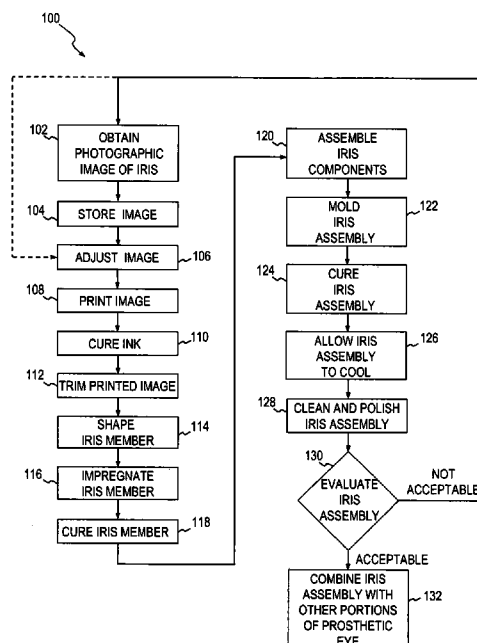 100
102
OBTAIN
PHOTOGRAPHIC
IMAGE OF IRIS
104
STORE IMAGE
ADJUST IMAGE
106
108
PRINT IMAGE
CURE INK
110
112
TRIM PRINTED IMAGE
SHAPE
IRIS MEMBER
114
116
IMPREGNATE
IRIS MEMBER
CURE IRIS MEMBER
118
120
ASSEMBLE
IRIS
COMPONENTS
MOLD
IRIS
ASSEMBLY
122
124
CURE
IRIS
ASSEMBLY
ALLOW IRIS
ASSEMBLY
TO COOL
126
128
CLEAN AND POLISH
IRIS ASSEMBLY
130
EVALUATE
IRIS
ASSEMBLY
NOT
ACCEPTABLE
ACCEPTABLE
COMBINE IRIS
ASSEMBLY WITH
OTHER PORTIONS
OF PROSTHETIC
EYE
132